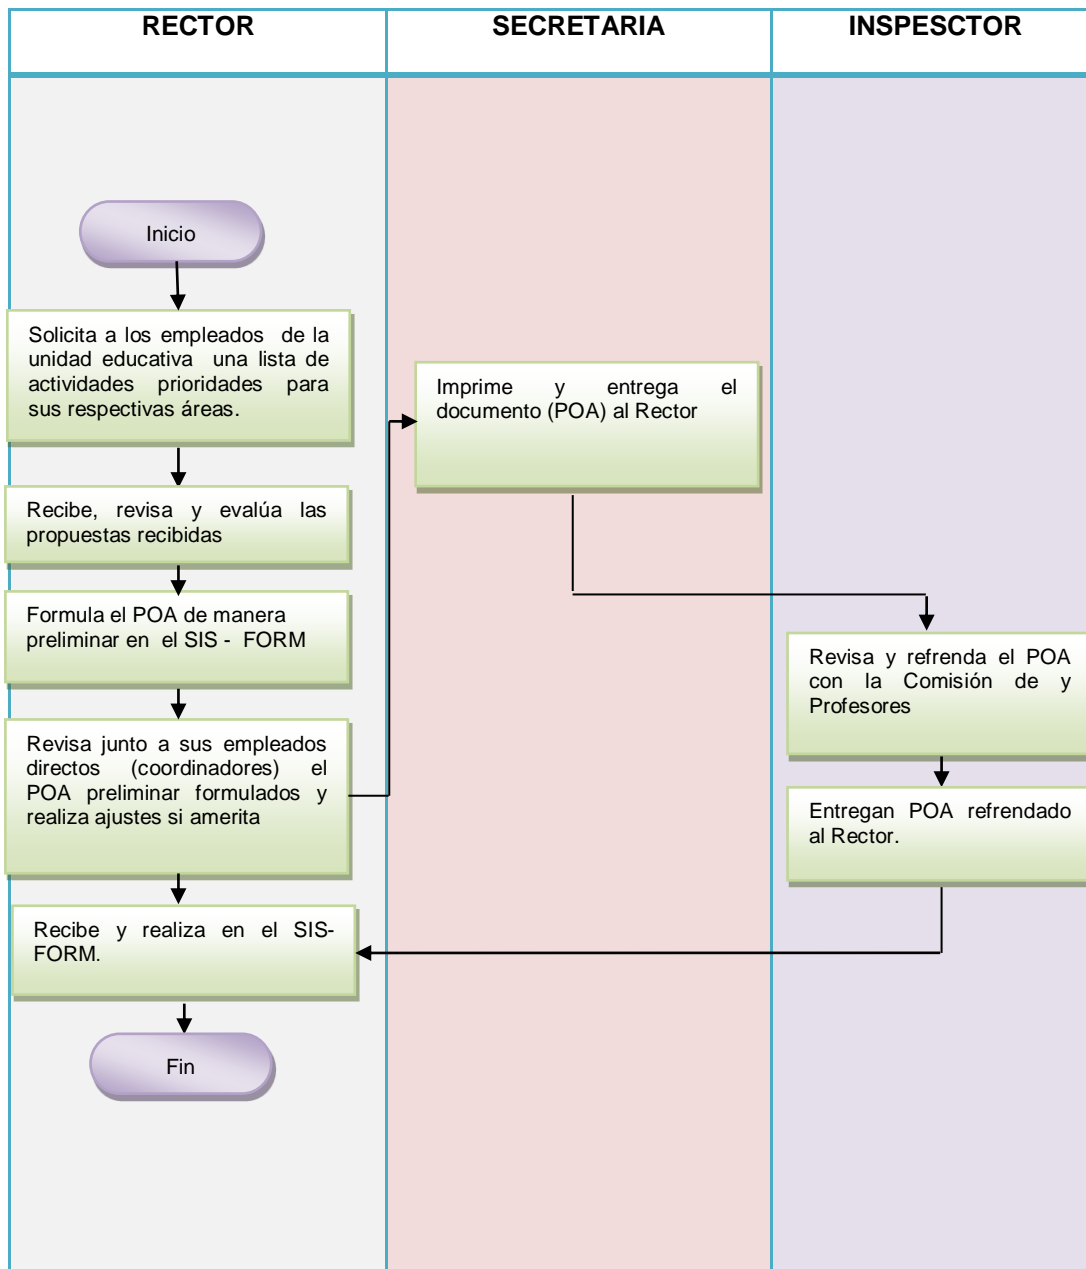 RECTOR
SECRETARIA
INSPESCTOR
Inicio
Solicita a los empleados de la
unidad educativa una lista de
actividades prioridades para
sus respectivas áreas.
Recibe, revisa y evalúa las
propuestas recibidas
Formula el POA de manera
preliminar en el SIS - FORM
Revisa junto a sus empleados
directos (coordinadores) el
POA preliminar formulados y
realiza ajustes si amerita
Imprime y entrega el
documento (POA) al Rector
Revisa y refrenda el POA
con la Comisión de y
Profesores
Entregan POA refrendado
al Rector.
Recibe y realiza en el SIS-
FORM.
Fin